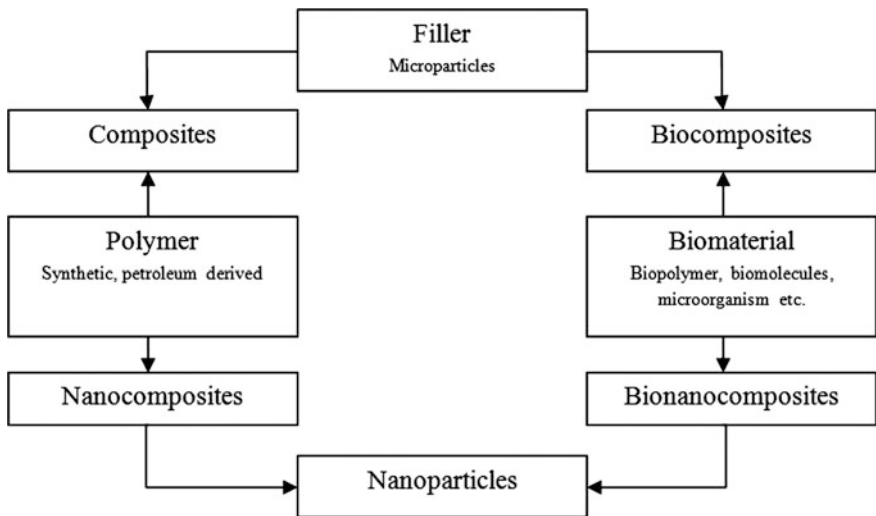 Filler
Microparticles
Composites
Biocomposites
Polymer
Synthetic, petroleum derived
Biomaterial
Biopolymer, biomolecules,
microorganism etc.
Nanocomposites
Bionanocomposites
Nanoparticles